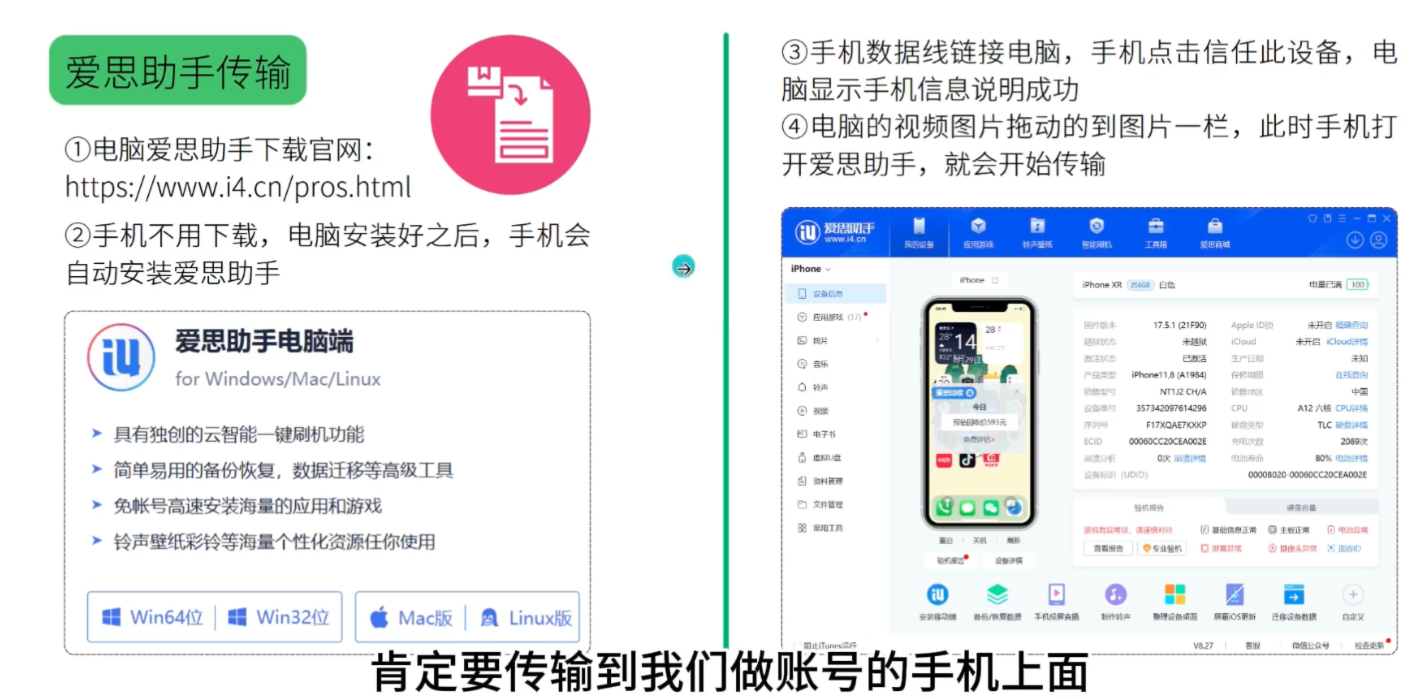 爱思助手传输
①电脑爱思助手下载官网：
https://www.i4.cn/pros.html
②手机不用下载，电脑安装好之后，手机会
自动安装爱思助手
爱思助手电脑端
for Windows/Mac/Linux
具有独创的云智能一键刷机功能
简单易用的备份恢复，数据迁移等高级工具
免帐号高速安装海量的应用和游戏
铃声壁纸彩铃等海量个性化资源任你使用
Win64位 Win32位 Mac版 Linux版
③手机数据线链接电脑，手机点击信任此设备，电
脑显示手机信息说明成功
④电脑的视频图片拖动的到图片一栏，此时手机打
开爱思助手，就会开始传输
爱思助手
www.i4.cn
我的设备 应用游戏 铃声壁纸 智能刷机 工具箱 爱思商城
iPhone
设备信息
应用游戏 (17)
照片
音乐
铃声
视频
电子书
虚拟U盘
资料管理
文件管理
常用工具
iPhone
重启 关机 刷新
验机报告 设备详情
iPhone XR 256GB 白色 电量已满 100
固件版本 17.5.1 (21F90) Apple ID锁 未开启 精确查询
越狱状态 未越狱 iCloud 未开启 iCloud详情
激活状态 已激活 生产日期 未知
产品类型 iPhone11,8 (A1984) 保修期限 在线查询
销售型号 NT1J2 CH/A 销售地区 中国
设备串号 357342097614296 CPU A12 六核 CPU详情
序列号 F17XQAE7KXKP 硬盘类型 TLC 硬盘详情
ECID 00060CC20CEA002E 充电次数 2089次
崩溃分析 0次 崩溃详情 电池寿命 80% 电池详情
设备标识 (UDID) 00008020-00060CC20CEA002E
验机报告 硬盘容量
该机有异常项，请谨慎对待 基础信息正常 主板正常 电池异常
查看报告 专业验机 屏幕异常 摄像头异常 面容ID
安装移动端 备份/恢复数据 手机投屏直播 制作铃声 整理设备桌面 屏蔽iOS更新 迁移设备数据 自定义
阻止iTunes运行 V8.27 客服 微信公众号 检查更新
肯定要传输到我们做账号的手机上面